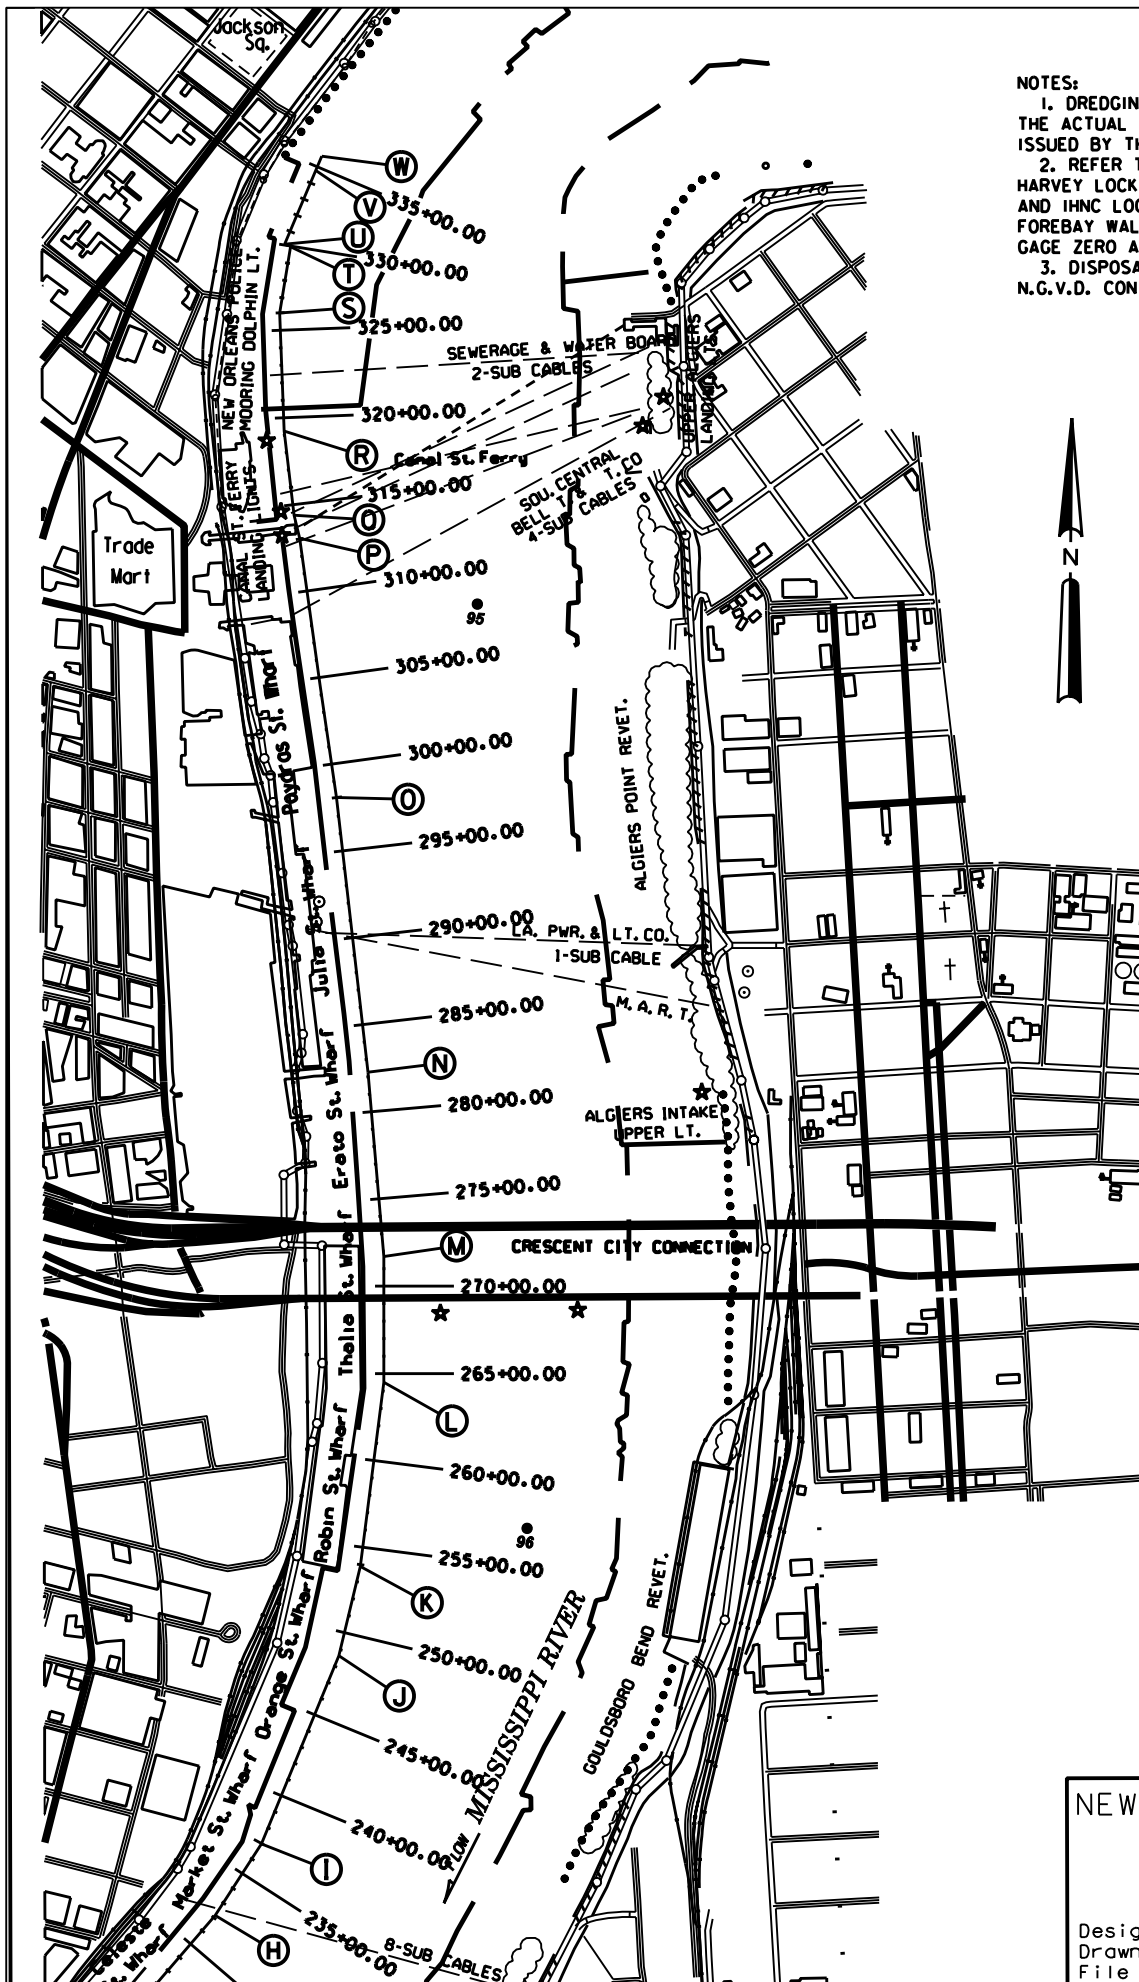 Jackson
Sq.
NOTES:
1. DREDGIN
THE ACTUAL
ISSUED BY TH
2. REFER T
HARVEY LOCK
AND IHNC LOC
FOREBAY WAL
GAGE ZERO A
3. DISPOSA
N.G.V.D. CON
W
V
335+00.00
U
330+00.00
T
S
325+00.00
NEW ORLEANS POLICE
MOORING DOLPHIN LT.
SEWERAGE & WATER BOARD
2-SUB CABLES
UPPER ALGIERS
LANDING LTS.
320+00.00
R
Canal St. Ferry
315+00.00
SOU. CENTRAL
BELL T. & T. CO
4-SUB CABLES
CANAL ST. FERRY
LANDING LIGHTS
Q
P
Trade
Mart
N
310+00.00
95
305+00.00
Poydras St. Wharf
300+00.00
ALGIERS POINT REVET.
O
295+00.00
Julia St. Wharf
290+00.00
LA. PWR. & LT. CO.
1-SUB CABLE
M. A. R. T.
285+00.00
N
Erato St. Wharf
280+00.00
ALGIERS INTAKE
UPPER LT.
275+00.00
M
CRESCENT CITY CONNECTION
270+00.00
Thalia St. Wharf
265+00.00
L
260+00.00
Robin St. Wharf
96
255+00.00
K
250+00.00
Orange St. Wharf
J
MISSISSIPPI RIVER
FLOW
GOULDSBORO BEND REVET.
245+00.00
Market St. Wharf
240+00.00
I
NEW
235+00.00
H
8-SUB CABLES
Celeste
St. Wharf
Desig
Drawn
File